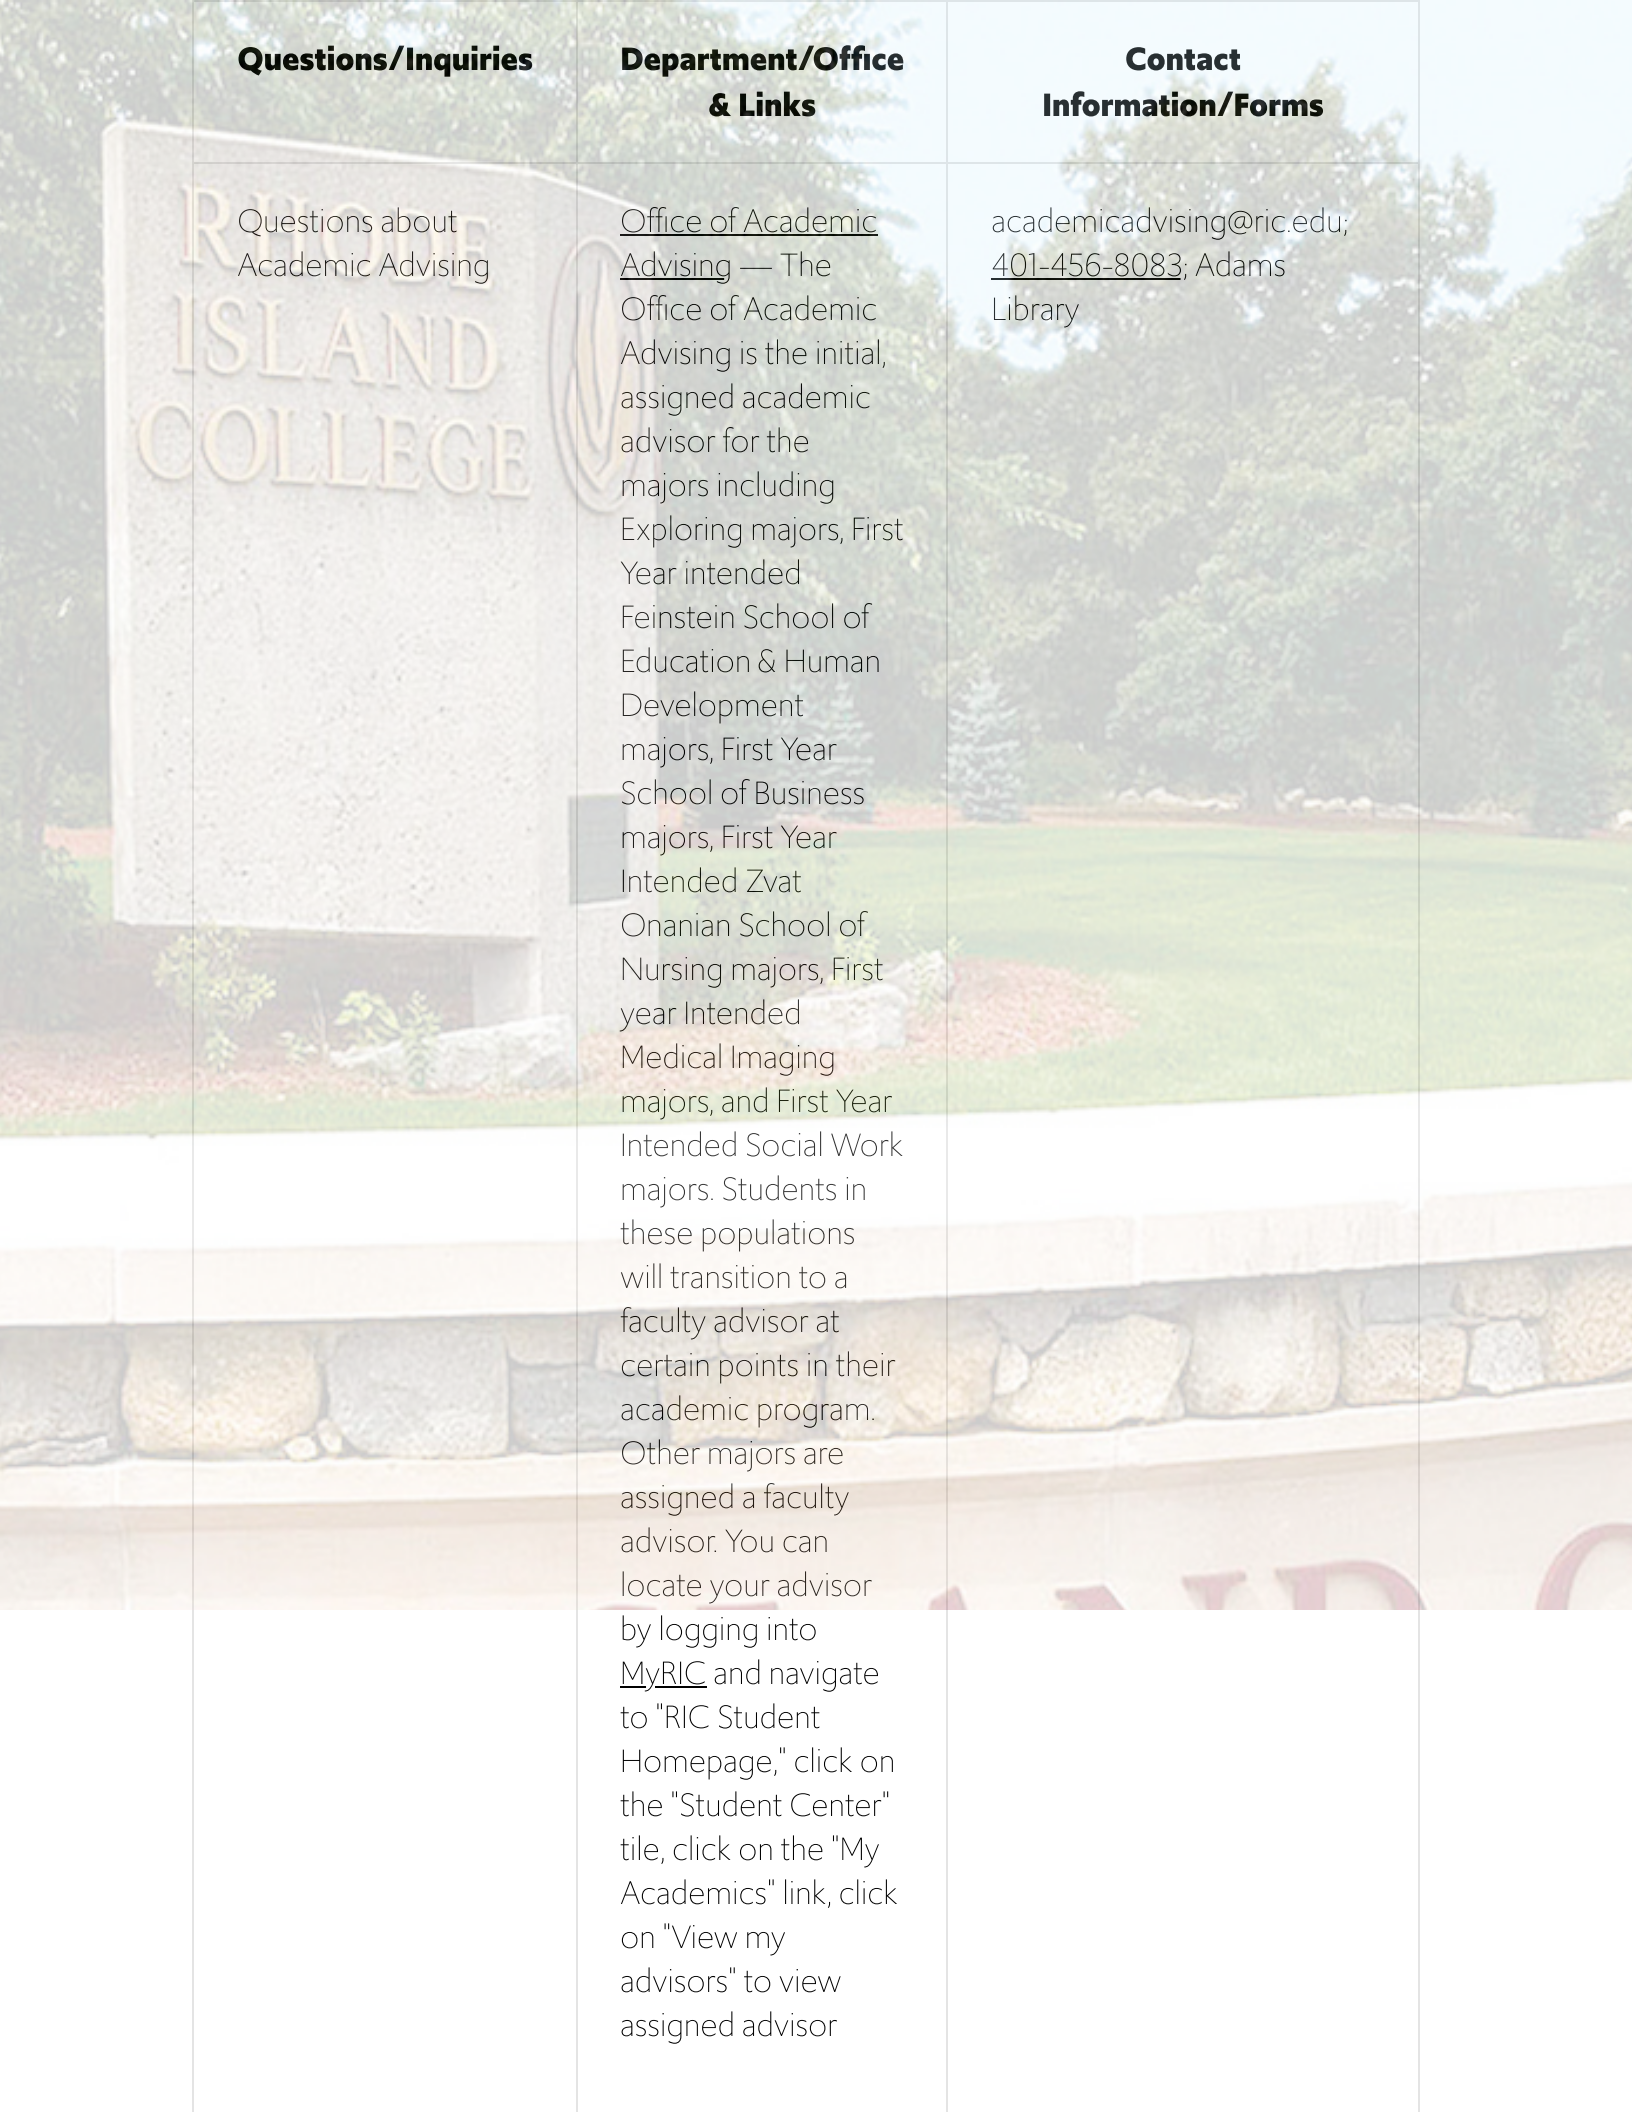 Questions/Inquiries
Department/Office
& Links
Contact
Information/Forms
Questions about
Academic Advising
Office of Academic
Advising — The
Office of Academic
Advising is the initial,
assigned academic
advisor for the
majors including
Exploring majors, First
Year intended
Feinstein School of
Education & Human
Development
majors, First Year
School of Business
majors, First Year
Intended Zvat
Onanian School of
Nursing majors, First
year Intended
Medical Imaging
majors, and First Year
Intended Social Work
majors. Students in
these populations
will transition to a
faculty advisor at
certain points in their
academic program.
Other majors are
assigned a faculty
advisor. You can
locate your advisor
by logging into
MyRIC and navigate
to "RIC Student
Homepage," click on
the "Student Center"
tile, click on the "My
Academics" link, click
on "View my
advisors" to view
assigned advisor
academicadvising@ric.edu;
401-456-8083; Adams
Library
RHODE
ISLAND
COLLEGE